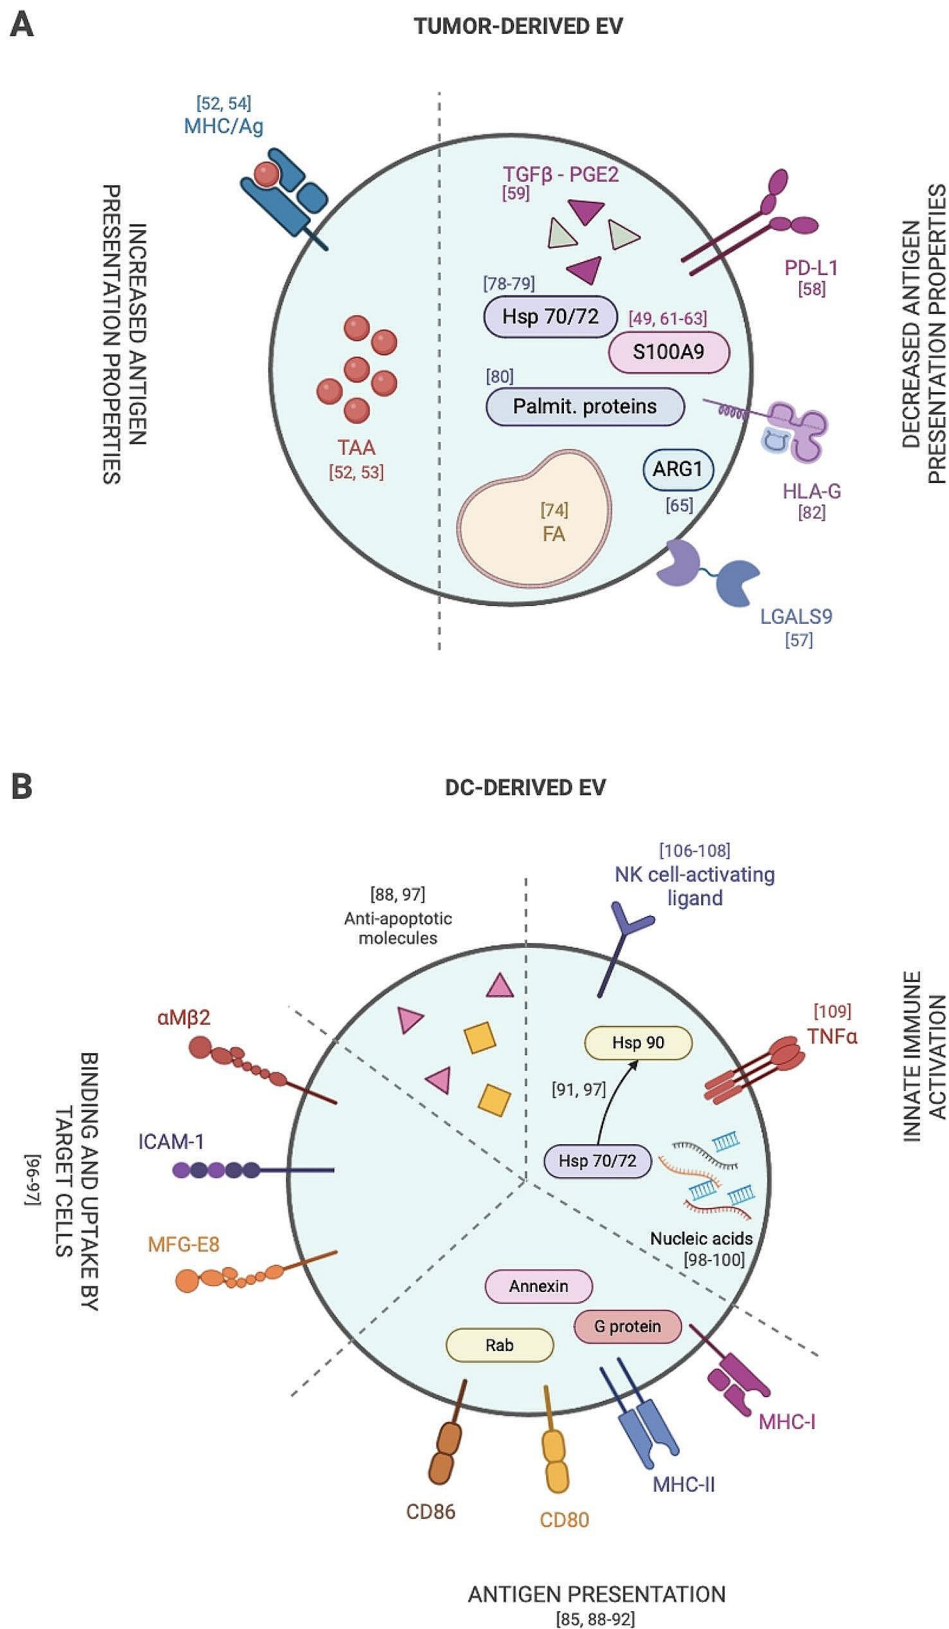 A
TUMOR-DERIVED EV
[52, 54]
MHC/Ag
INCREASED ANTIGEN
PRESENTATION PROPERTIES
TAA
[52, 53]
TGFβ - PGE2
[59]
[78-79]
Hsp 70/72
[49, 61-63]
S100A9
[80]
Palmit. proteins
ARG1
[65]
[74]
FA
PD-L1
[58]
HLA-G
[82]
LGALS9
[57]
DECREASED ANTIGEN
PRESENTATION PROPERTIES
B
DC-DERIVED EV
[106-108]
NK cell-activating
ligand
[88, 97]
Anti-apoptotic
molecules
[109]
TNFα
INNATE IMMUNE
ACTIVATION
αMβ2
ICAM-1
MFG-E8
BINDING AND UPTAKE BY
TARGET CELLS
[96-97]
Hsp 90
[91, 97]
Hsp 70/72
Nucleic acids
[98-100]
Annexin
G protein
Rab
MHC-I
MHC-II
CD86
CD80
ANTIGEN PRESENTATION
[85, 88-92]